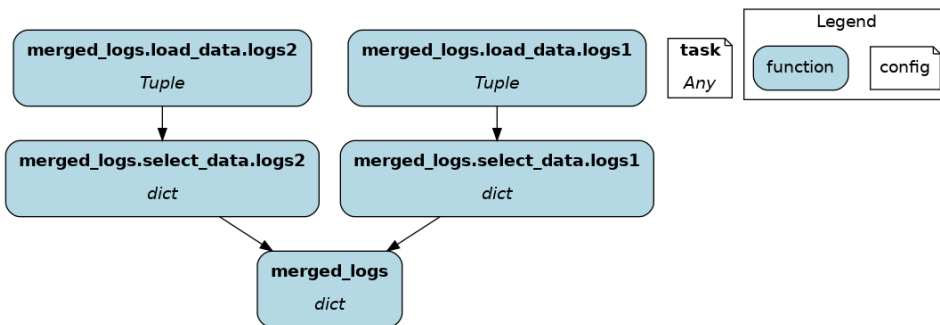 merged_logs.load_data.logs2
Tuple
merged_logs.load_data.logs1
Tuple
task
Any
Legend
function
config
merged_logs.select_data.logs2
dict
merged_logs.select_data.logs1
dict
merged_logs
dict